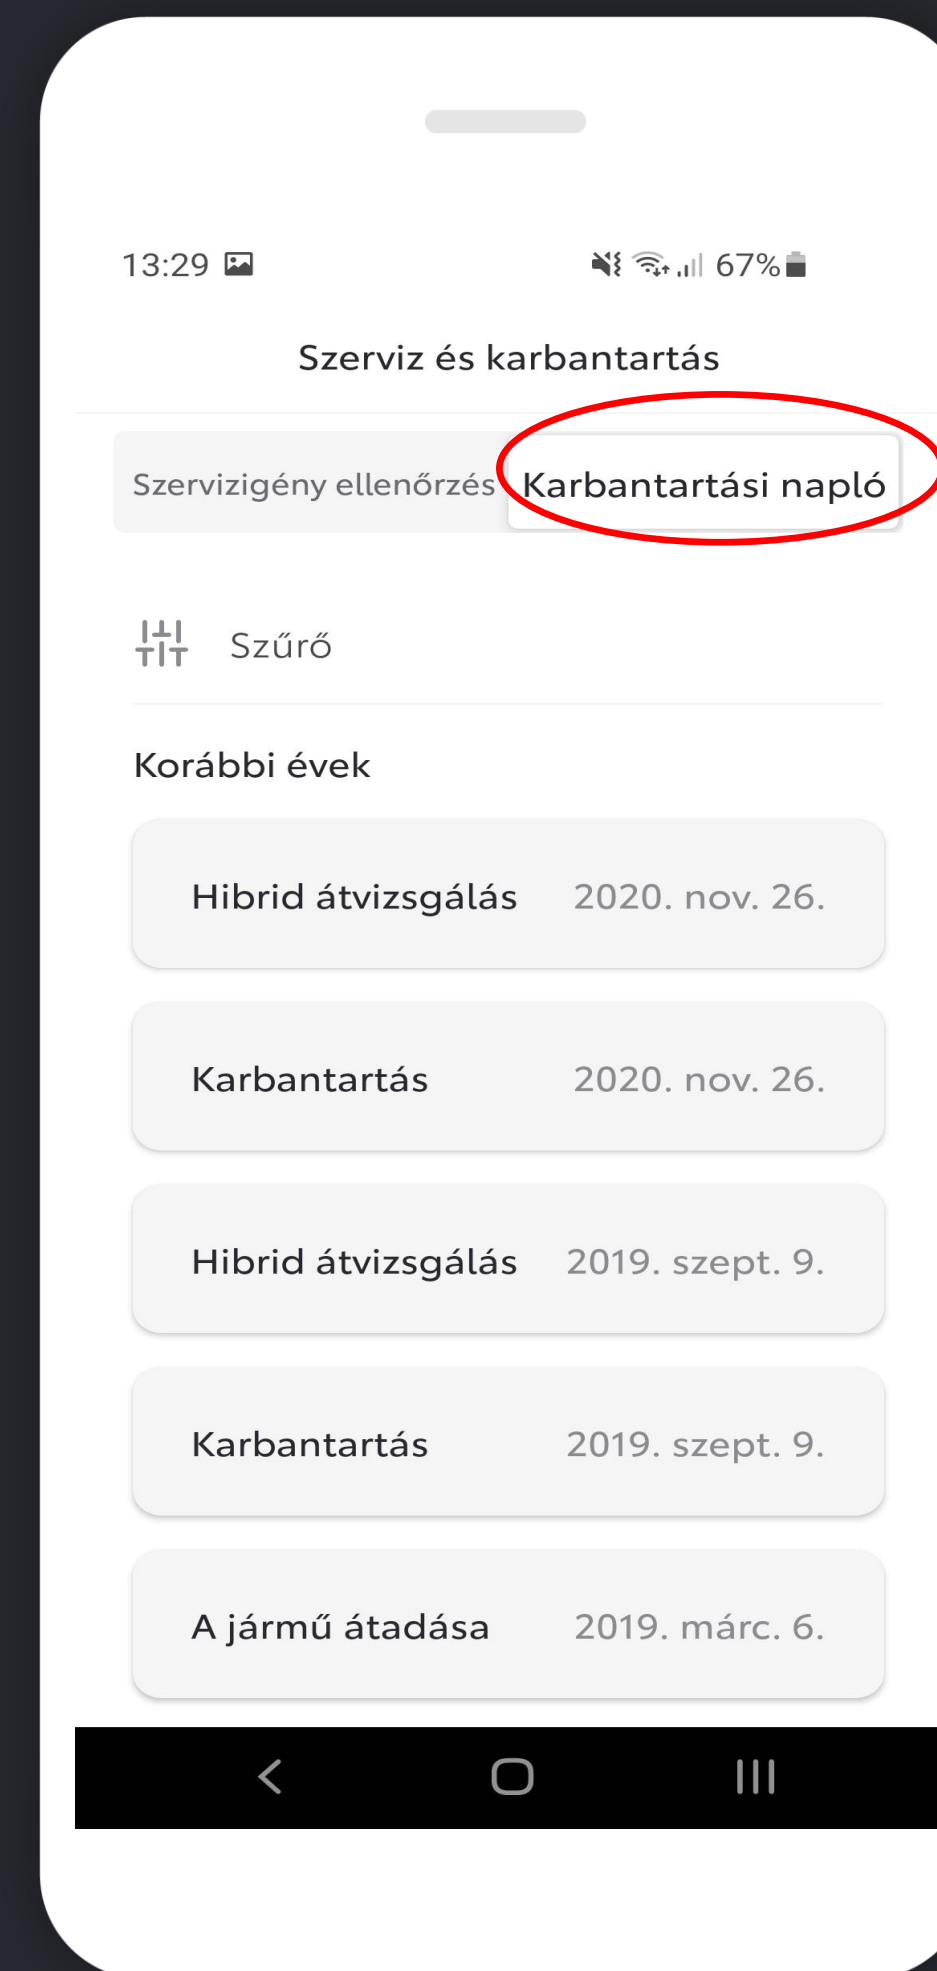 13:29 67%
Szerviz és karbantartás
Szervizigény ellenőrzés Karbantartási napló
Szűrő
Korábbi évek
Hibrid átvizsgálás 2020. nov. 26.
Karbantartás 2020. nov. 26.
Hibrid átvizsgálás 2019. szept. 9.
Karbantartás 2019. szept. 9.
A jármű átadása 2019. márc. 6.